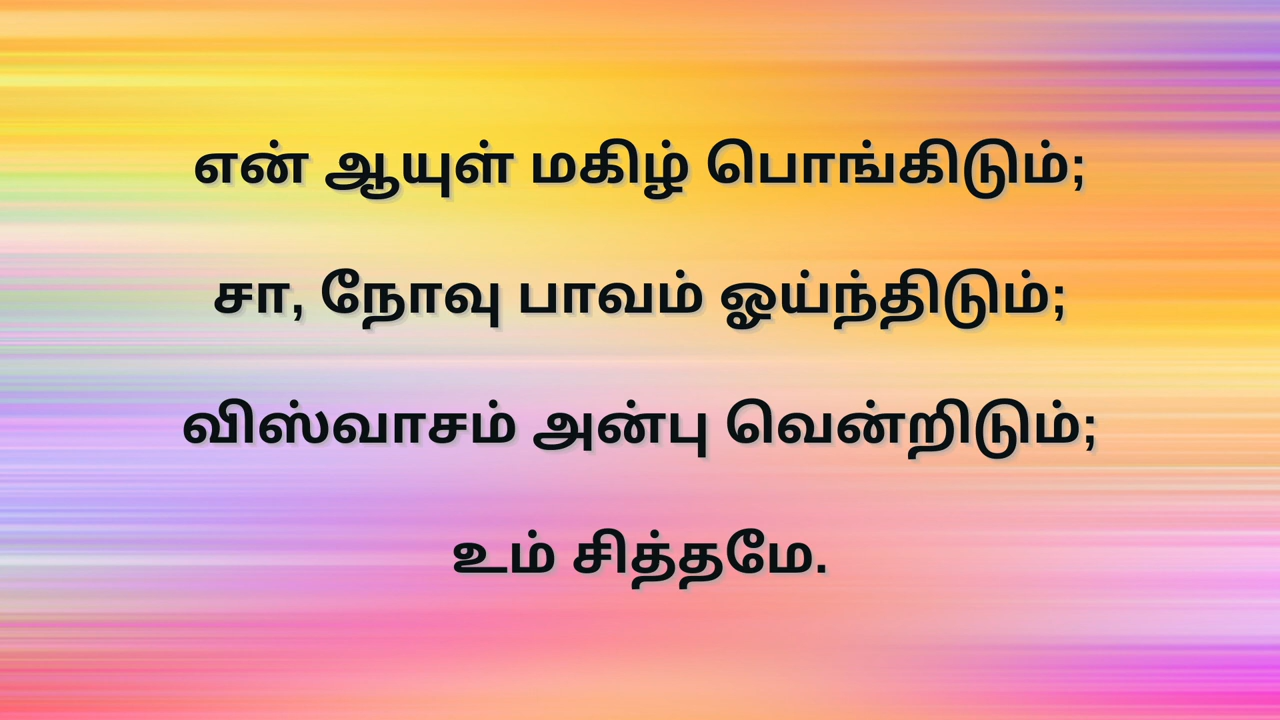 என் ஆயுள் மகிழ் பொங்கிடும்;
சா, நோவு பாவம் ஓய்ந்திடும்;
விஸ்வாசம் அன்பு வென்றிடும்;
உம் சித்தமே.